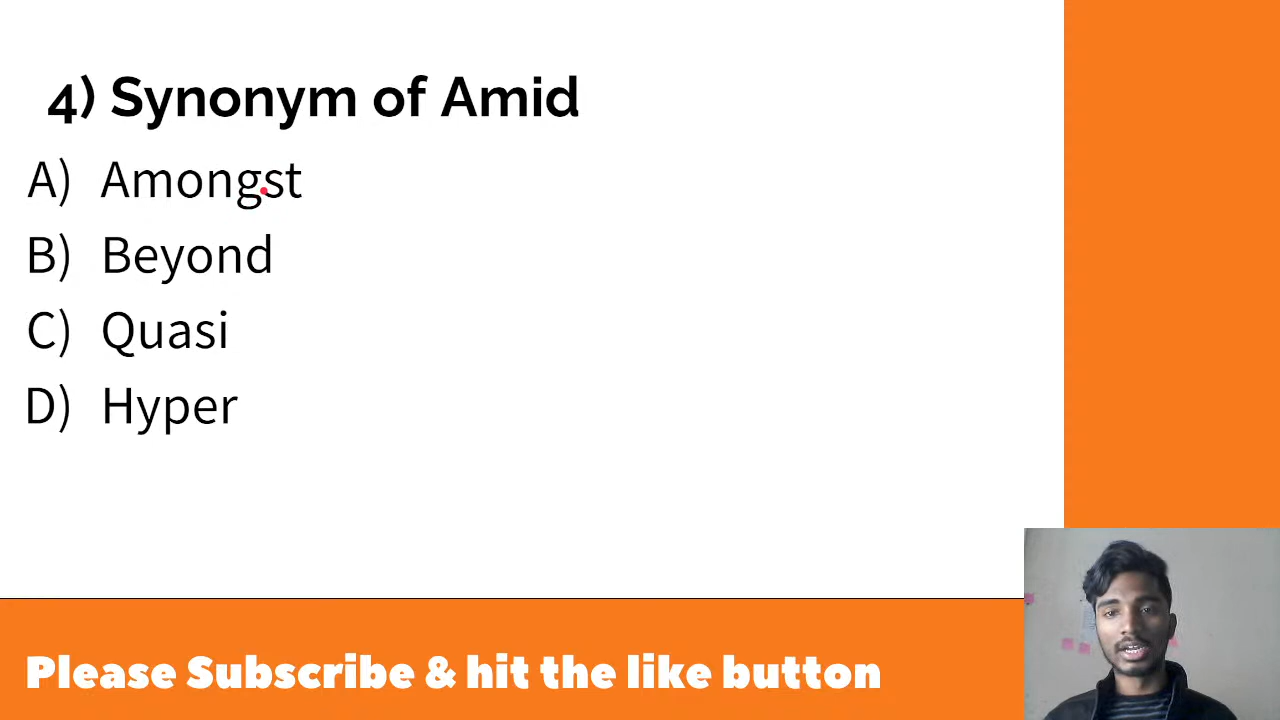 4) Synonym of Amid
A) Amongst
B) Beyond
C) Quasi
D) Hyper
Please Subscribe & hit the like button